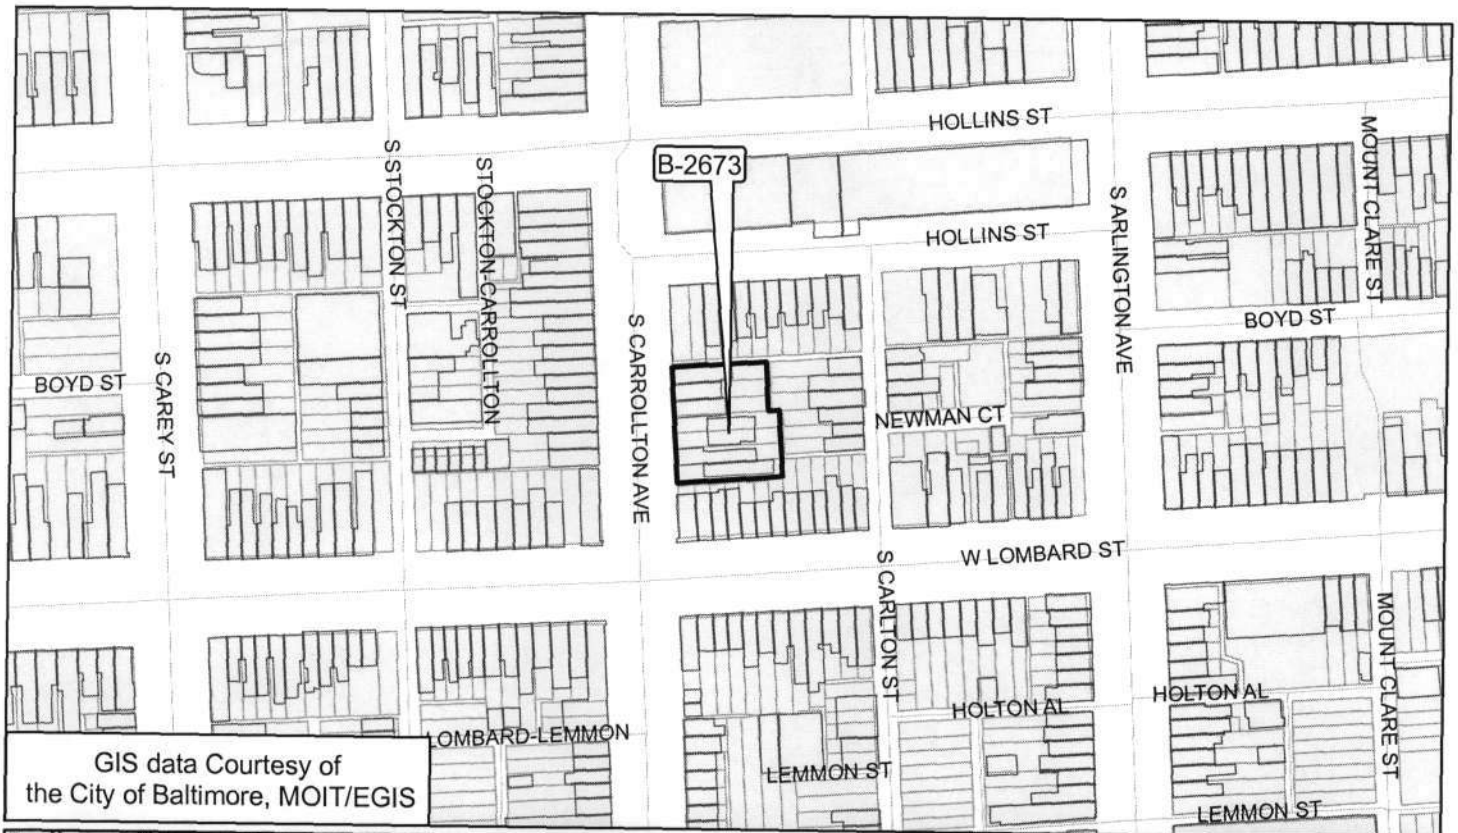 HOLLINS ST
MOUNT CLARE ST
S STOCKTON ST
STOCKTON-CARROLLTON
B-2673
S ARLINGTON AVE
HOLLINS ST
BOYD ST
S CARROLLTON AVE
S CAREY ST
BOYD ST
NEWMAN CT
W LOMBARD ST
S CARLTON ST
MOUNT CLARE ST
HOLTON AL
HOLTON AL
LOMBARD-LEMMON
LEMMON ST
LEMMON ST
GIS data Courtesy of
the City of Baltimore, MOIT/EGIS